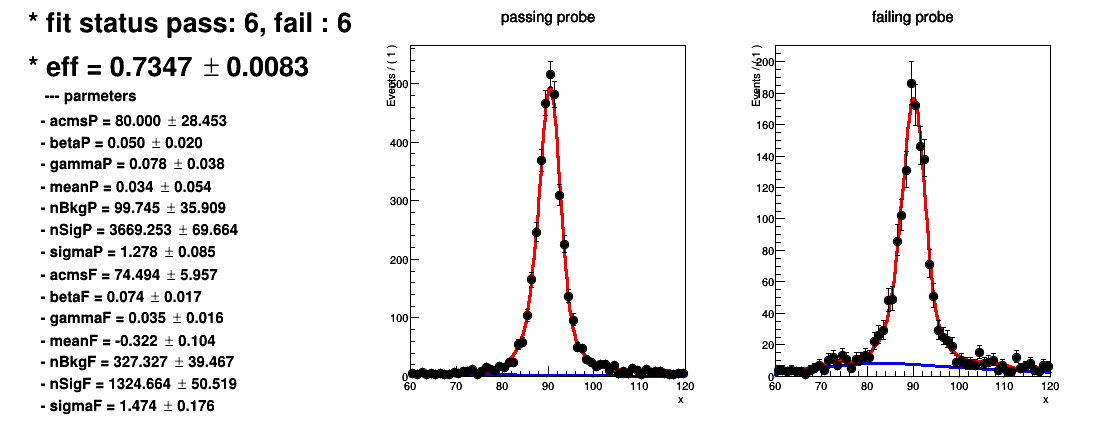 * fit status pass: 6, fail : 6
* eff = 0.7347 ± 0.0083
--- parmeters
- acmsP = 80.000 ± 28.453
- betaP = 0.050 ± 0.020
- gammaP = 0.078 ± 0.038
- meanP = 0.034 ± 0.054
- nBkgP = 99.745 ± 35.909
- nSigP = 3669.253 ± 69.664
- sigmaP = 1.278 ± 0.085
- acmsF = 74.494 ± 5.957
- betaF = 0.074 ± 0.017
- gammaF = 0.035 ± 0.016
- meanF = -0.322 ± 0.104
- nBkgF = 327.327 ± 39.467
- nSigF = 1324.664 ± 50.519
- sigmaF = 1.474 ± 0.176
passing probe
Events / ( 1 )
500
400
300
200
100
0
60 70 80 90 100 110 120
x
failing probe
Events / ( 1 )
200
180
160
140
120
100
80
60
40
20
0
60 70 80 90 100 110 120
x